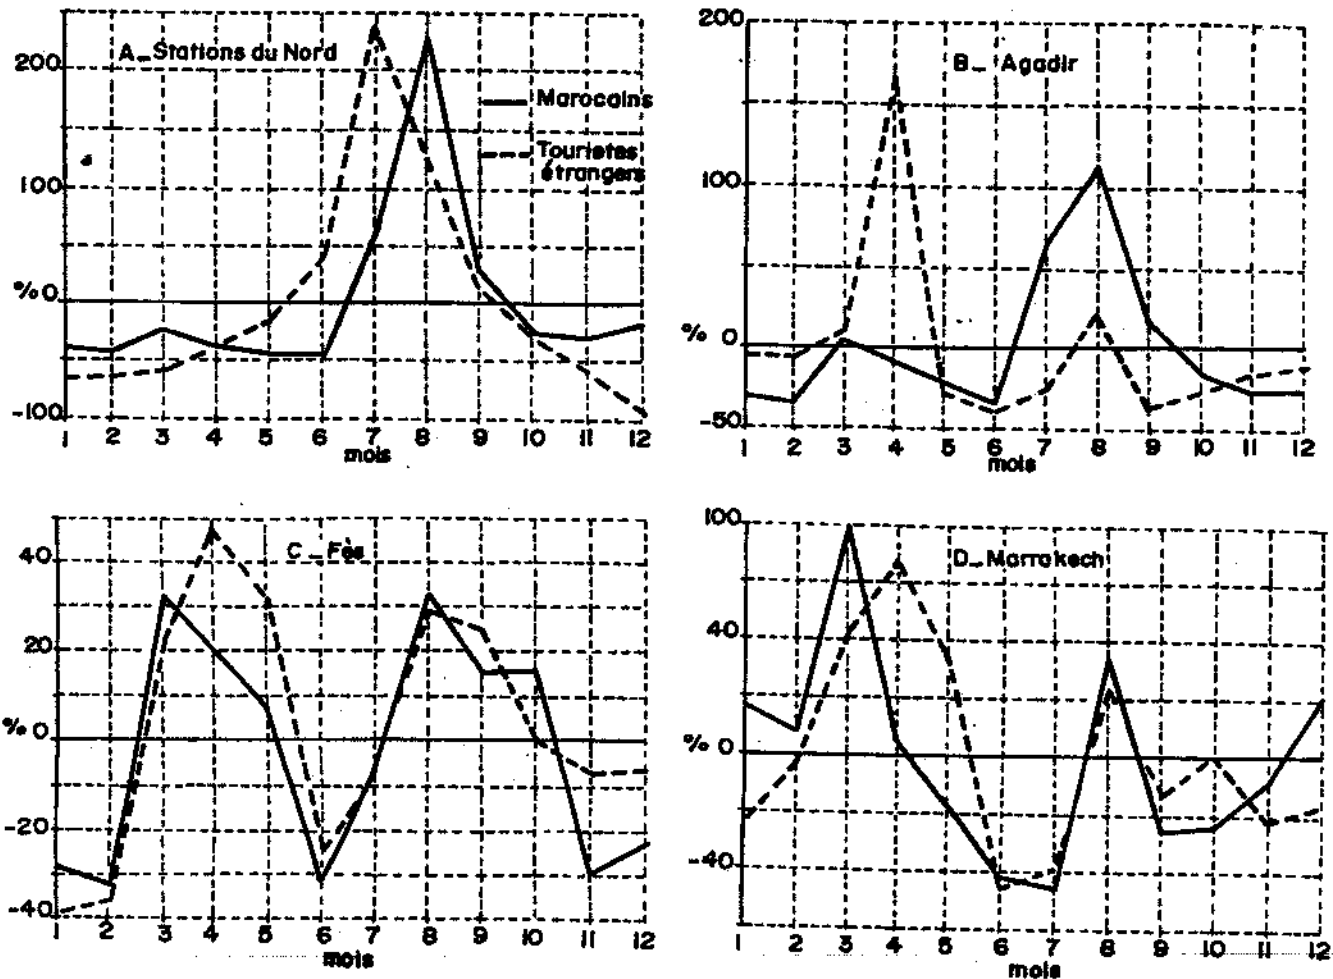 A_Stations du Nord
200
Marocains
Touristes
étrangers
100
% 0
-100
1 2 3 4 5 6 7 8 9 10 11 12
mois
200
B_ Agadir
100
% 0
-50
1 2 3 4 5 6 7 8 9 10 11 12
mois
C_Fès
40
20
% 0
-20
-40
1 2 3 4 5 6 7 8 9 10 11 12
mois
100
D_Marrakech
40
% 0
-40
1 2 3 4 5 6 7 8 9 10 11 12
mois